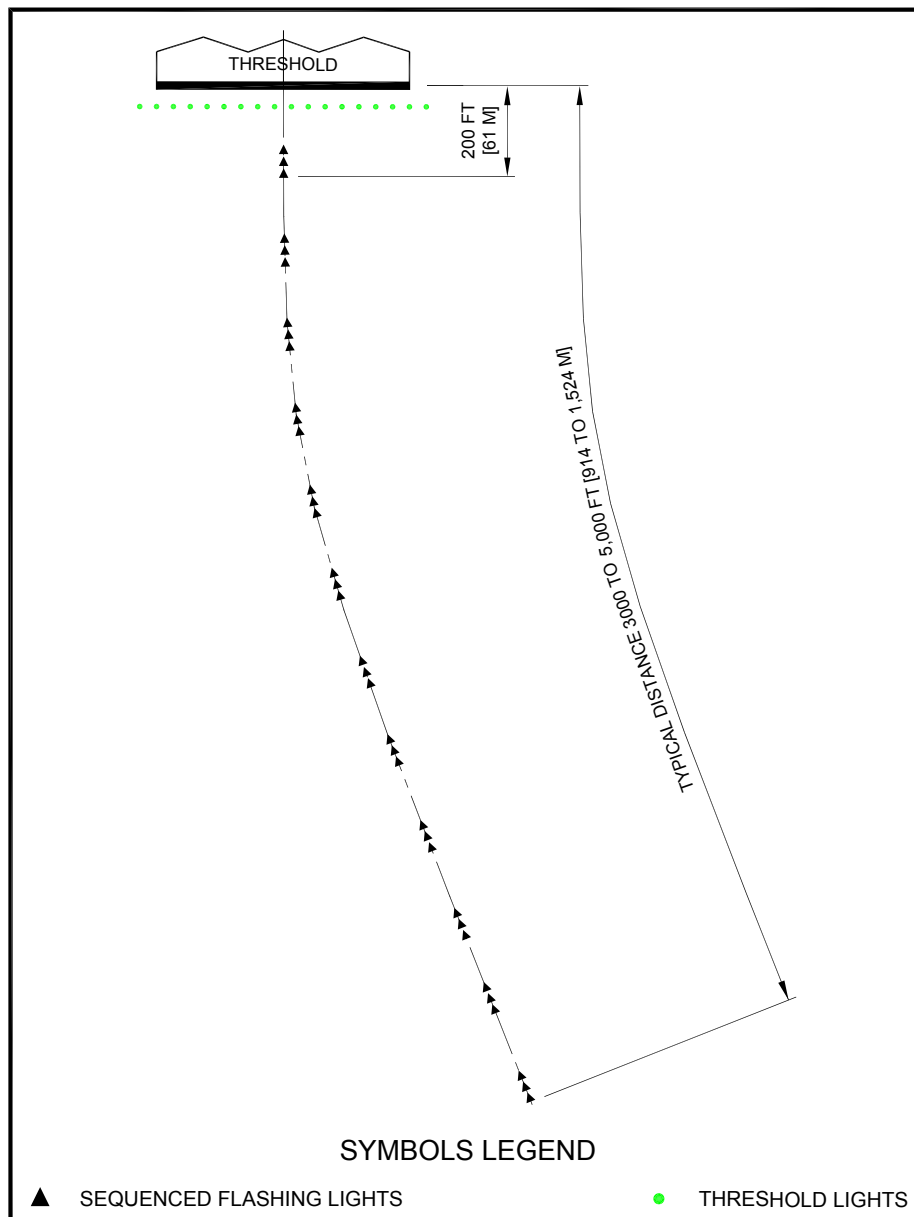 THRESHOLD
200 FT
[61 M]
TYPICAL DISTANCE 3000 TO 5,000 FT [914 TO 1,524 M]
SYMBOLS LEGEND
SEQUENCED FLASHING LIGHTS
THRESHOLD LIGHTS